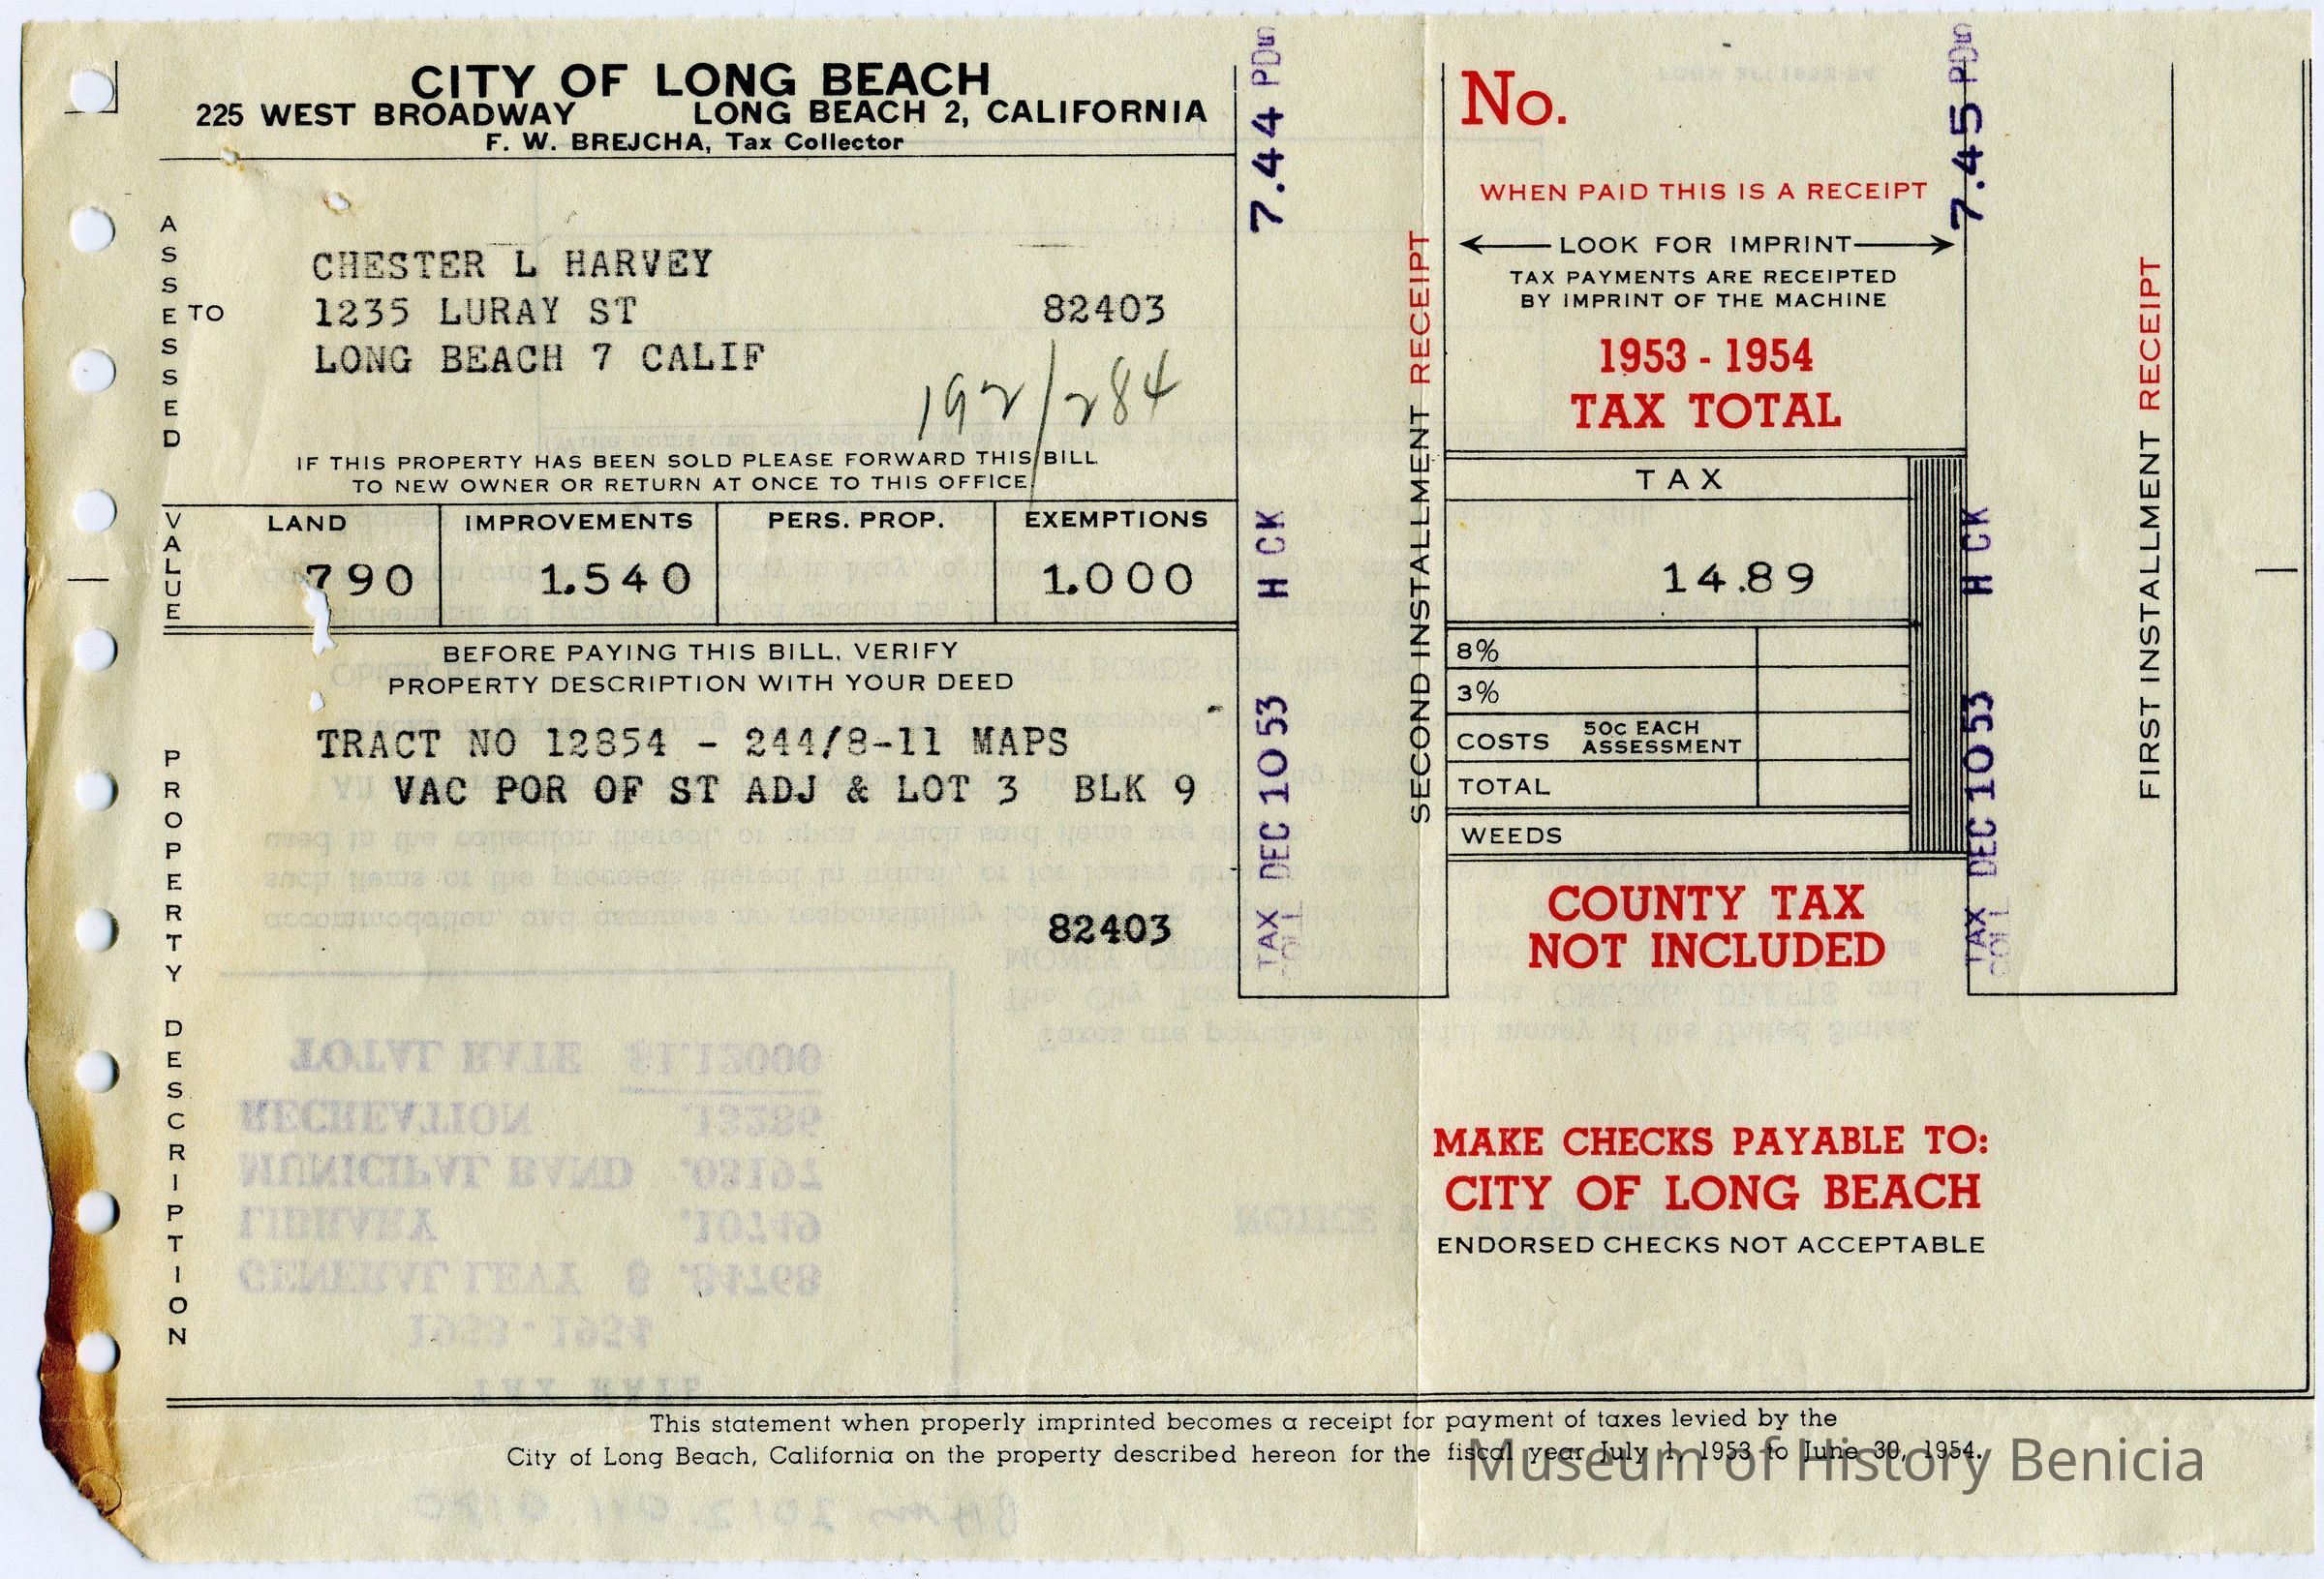 CITY OF LONG BEACH
225 WEST BROADWAY LONG BEACH 2, CALIFORNIA
F. W. BREJCHA, Tax Collector
ASSESSED TO
CHESTER L HARVEY
1235 LURAY ST 82403
LONG BEACH 7 CALIF
192/284
IF THIS PROPERTY HAS BEEN SOLD PLEASE FORWARD THIS BILL
TO NEW OWNER OR RETURN AT ONCE TO THIS OFFICE
VALUE
LAND IMPROVEMENTS PERS. PROP. EXEMPTIONS
790 1.540 1.000
BEFORE PAYING THIS BILL, VERIFY
PROPERTY DESCRIPTION WITH YOUR DEED
PROPERTY DESCRIPTION
TRACT NO 12854 - 244/8-11 MAPS
VAC POR OF ST ADJ & LOT 3 BLK 9
82403
TAX COLL DEC 10 53 H CK 7.44 PD
SECOND INSTALLMENT RECEIPT
No.
WHEN PAID THIS IS A RECEIPT
LOOK FOR IMPRINT
TAX PAYMENTS ARE RECEIPTED
BY IMPRINT OF THE MACHINE
1953 - 1954
TAX TOTAL
TAX
14.89
8%
3%
COSTS 50c EACH ASSESSMENT
TOTAL
WEEDS
COUNTY TAX
NOT INCLUDED
TAX COLL DEC 10 53 H CK 7.45 PD
FIRST INSTALLMENT RECEIPT
MAKE CHECKS PAYABLE TO:
CITY OF LONG BEACH
ENDORSED CHECKS NOT ACCEPTABLE
This statement when properly imprinted becomes a receipt for payment of taxes levied by the
City of Long Beach, California on the property described hereon for the fiscal year July 1, 1953 to June 30, 1954.
Museum of History Benicia